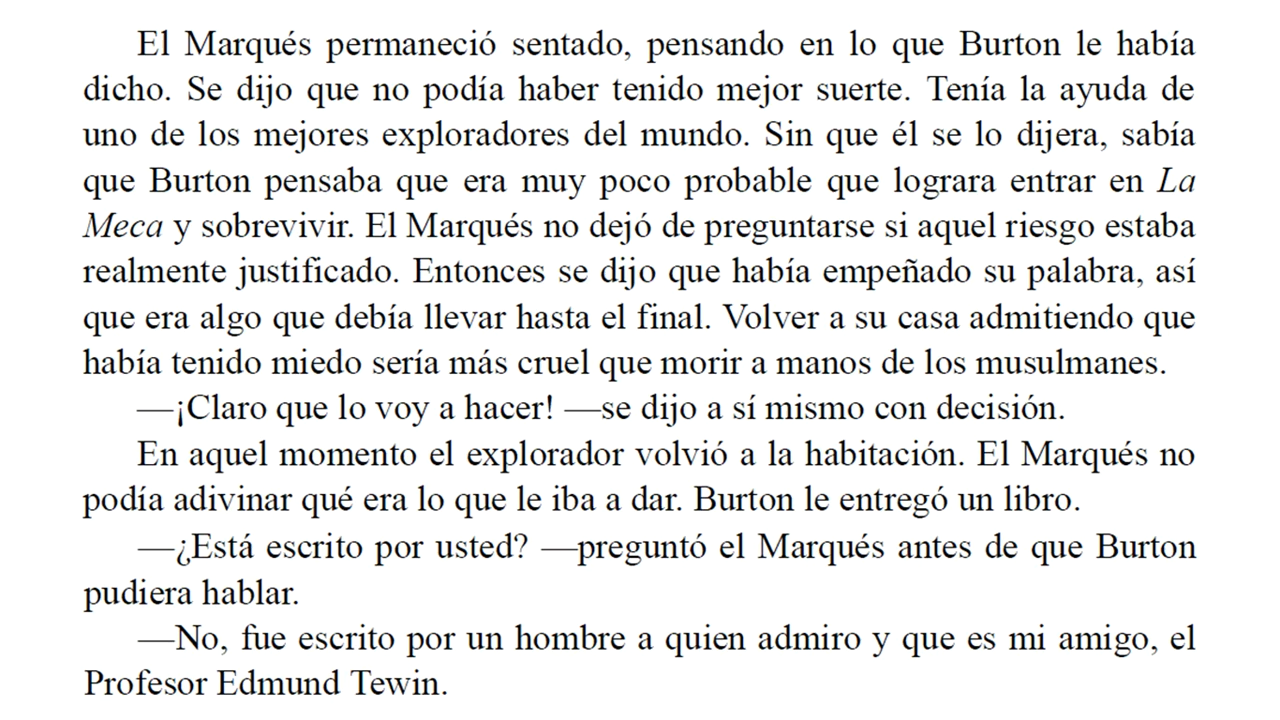 El Marqués permaneció sentado, pensando en lo que Burton le había
dicho. Se dijo que no podía haber tenido mejor suerte. Tenía la ayuda de
uno de los mejores exploradores del mundo. Sin que él se lo dijera, sabía
que Burton pensaba que era muy poco probable que lograra entrar en La
Meca y sobrevivir. El Marqués no dejó de preguntarse si aquel riesgo estaba
realmente justificado. Entonces se dijo que había empeñado su palabra, así
que era algo que debía llevar hasta el final. Volver a su casa admitiendo que
había tenido miedo sería más cruel que morir a manos de los musulmanes.
—¡Claro que lo voy a hacer! —se dijo a sí mismo con decisión.
En aquel momento el explorador volvió a la habitación. El Marqués no
podía adivinar qué era lo que le iba a dar. Burton le entregó un libro.
—¿Está escrito por usted? —preguntó el Marqués antes de que Burton
pudiera hablar.
—No, fue escrito por un hombre a quien admiro y que es mi amigo, el
Profesor Edmund Tewin.